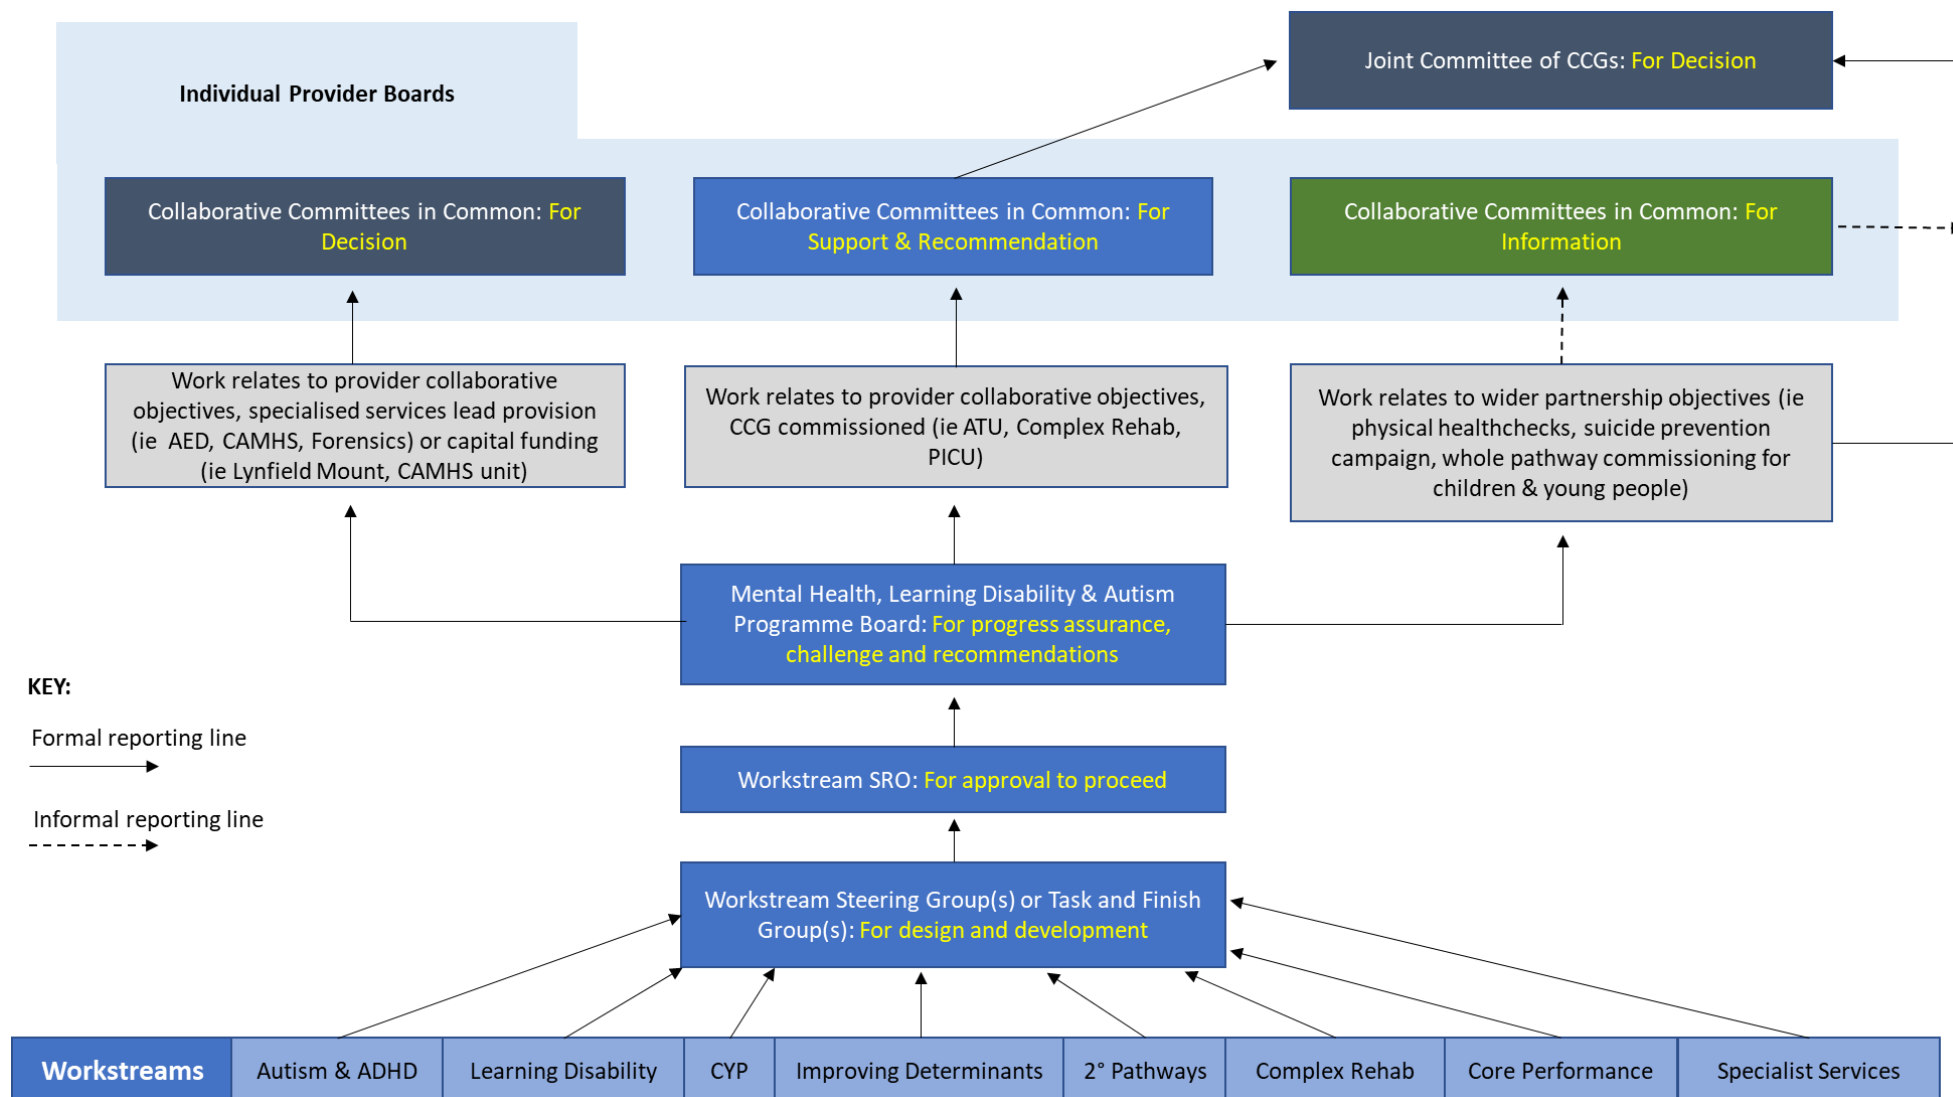 Individual Provider Boards
Joint Committee of CCGs: For Decision
Collaborative Committees in Common: For
Decision
Collaborative Committees in Common: For
Support & Recommendation
Collaborative Committees in Common: For
Information
Work relates to provider collaborative
objectives, specialised services lead provision
(ie AED, CAMHS, Forensics) or capital funding
(ie Lynfield Mount, CAMHS unit)
Work relates to provider collaborative objectives,
CCG commissioned (ie ATU, Complex Rehab,
PICU)
Work relates to wider partnership objectives (ie
physical healthchecks, suicide prevention
campaign, whole pathway commissioning for
children & young people)
Mental Health, Learning Disability & Autism
Programme Board: For progress assurance,
challenge and recommendations
KEY:
Formal reporting line
Informal reporting line
Workstream SRO: For approval to proceed
Workstream Steering Group(s) or Task and Finish
Group(s): For design and development
Workstreams
Autism & ADHD
Learning Disability
CYP
Improving Determinants
2° Pathways
Complex Rehab
Core Performance
Specialist Services